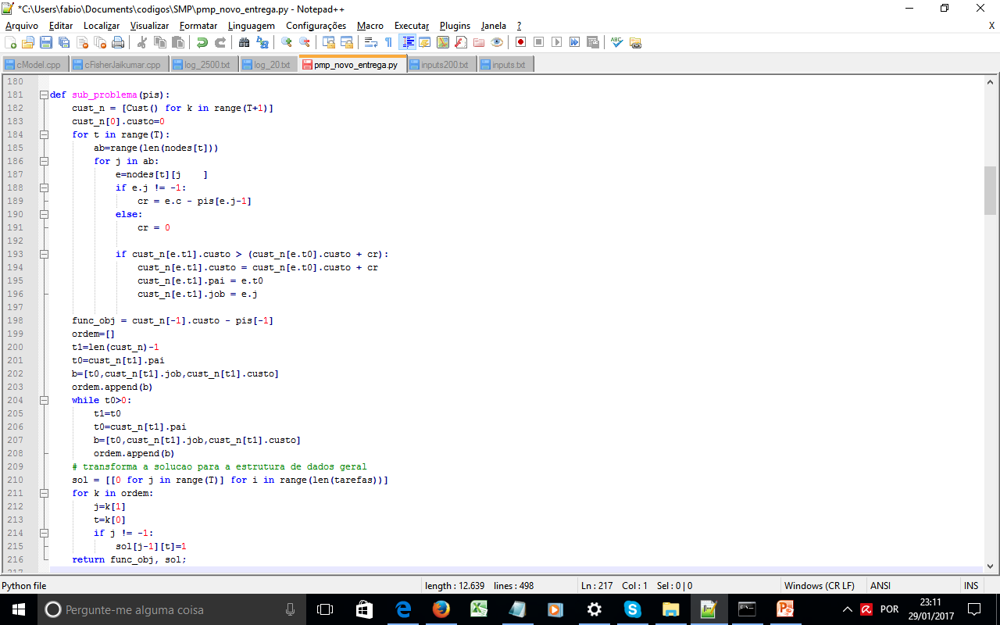 *C:\Users\fabio\Documents\codigos\SMP\pmp_novo_entrega.py - Notepad++
Arquivo Editar Localizar Visualizar Formatar Linguagem Configurações Macro Executar Plugins Janela ? X
cModel.cpp cFisherJaikumar.cpp log_2500.txt log_20.txt pmp_novo_entrega.py inputs200.txt inputs.txt
180
181 def sub_problema(pis):
182     cust_n = [Cust() for k in range(T+1)]
183     cust_n[0].custo=0
184     for t in range(T):
185         ab=range(len(nodes[t]))
186         for j in ab:
187             e=nodes[t][j    ]
188             if e.j != -1:
189                 cr = e.c - pis[e.j-1]
190             else:
191                 cr = 0
192
193             if cust_n[e.t1].custo > (cust_n[e.t0].custo + cr):
194                 cust_n[e.t1].custo = cust_n[e.t0].custo + cr
195                 cust_n[e.t1].pai = e.t0
196                 cust_n[e.t1].job = e.j
197
198     func_obj = cust_n[-1].custo - pis[-1]
199     ordem=[]
200     t1=len(cust_n)-1
201     t0=cust_n[t1].pai
202     b=[t0,cust_n[t1].job,cust_n[t1].custo]
203     ordem.append(b)
204     while t0>0:
205         t1=t0
206         t0=cust_n[t1].pai
207         b=[t0,cust_n[t1].job,cust_n[t1].custo]
208         ordem.append(b)
209     # transforma a solucao para a estrutura de dados geral
210     sol = [[0 for j in range(T)] for i in range(len(tarefas))]
211     for k in ordem:
212         j=k[1]
213         t=k[0]
214         if j != -1:
215             sol[j-1][t]=1
216     return func_obj, sol;
217
Python file length : 12.639 lines : 498 Ln : 217 Col : 1 Sel : 0 | 0 Windows (CR LF) ANSI INS
Pergunte-me alguma coisa POR 23:11
29/01/2017